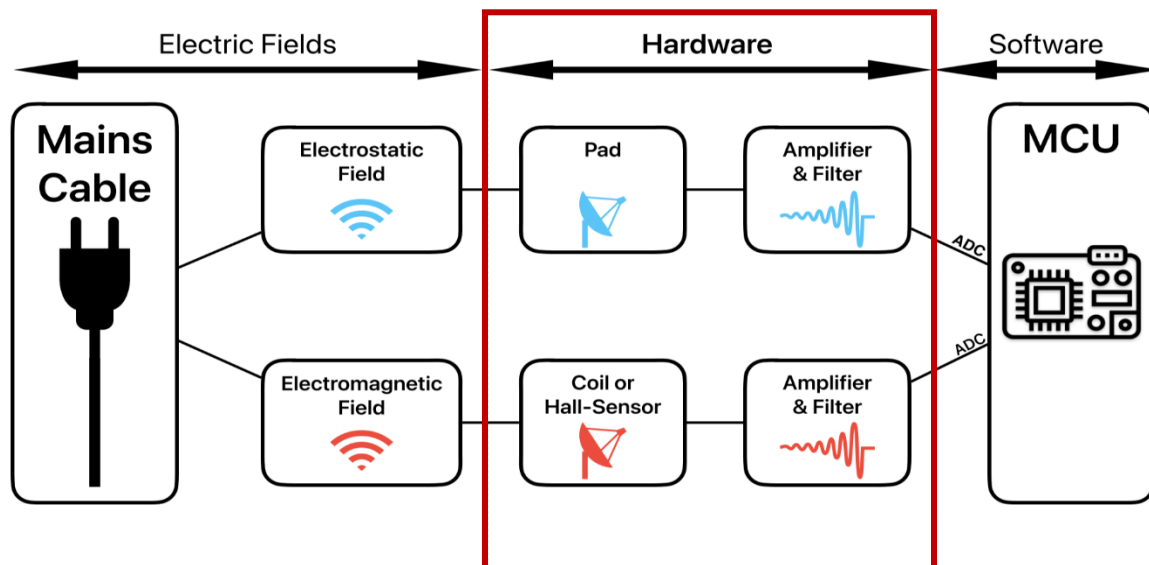 Electric Fields
Hardware
Software
Mains
Cable
Electrostatic
Field
Pad
Amplifier
& Filter
ADC
MCU
Electromagnetic
Field
Coil or
Hall-Sensor
Amplifier
& Filter
ADC